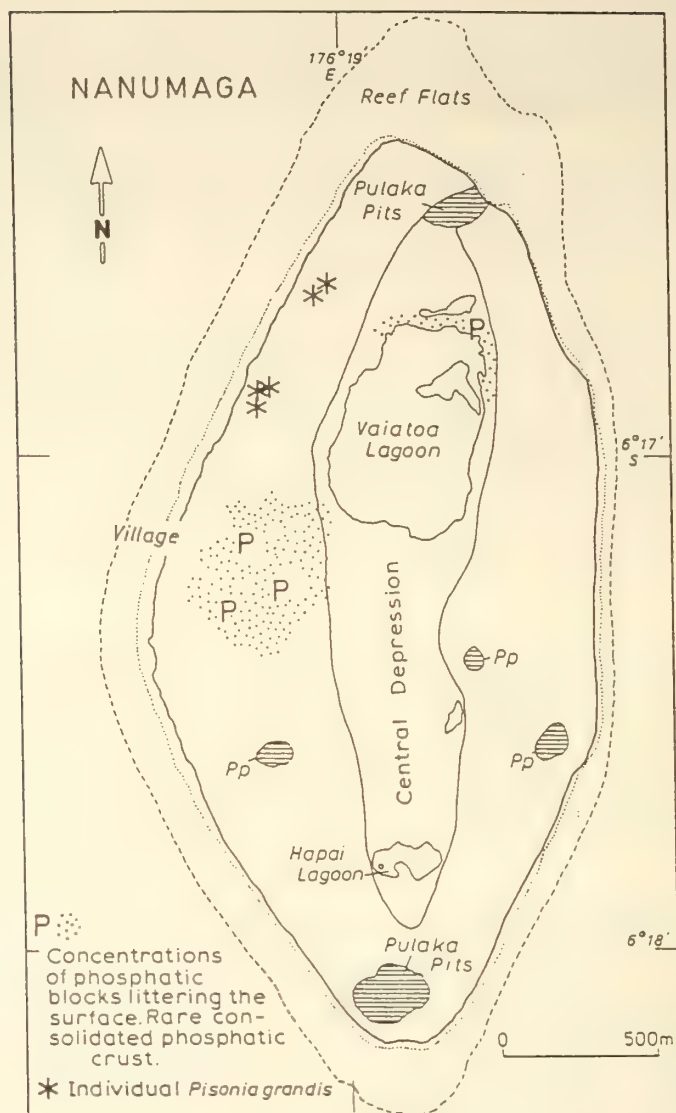 176°19'
E
NANUMAGA
Reef Flats
N
Pulaka
Pits
P
Vaiatoa
Lagoon
6°17'
S
Village
P
P
P
Central Depression
Pp
Pp
Pp
Hapai
Lagoon
P
6°18'
Pulaka
Pits
Concentrations
of phosphatic
blocks littering the
surface. Rare con-
solidated phosphatic
crust.
0 500m
Individual Pisonia grandis